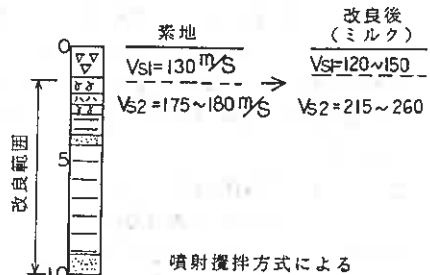 素地
改良後
(ミルク)
0
VS1=130 m/S
VS1=120~150
VS2=175~180 m/S
VS2=215~260
改良範囲
5
10
噴射攪拌方式による